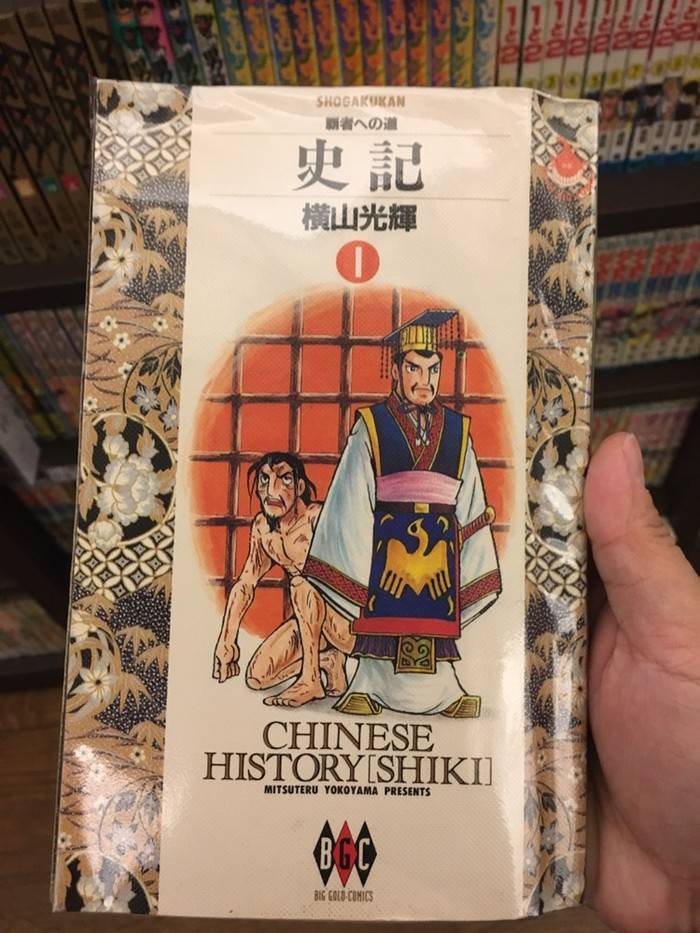 SHOGAKUKAN
覇者への道
史記
横山光輝
1
CHINESE
HISTORY[SHIKI]
MITSUTERU YOKOYAMA PRESENTS
BGC
BIG GOLD COMICS